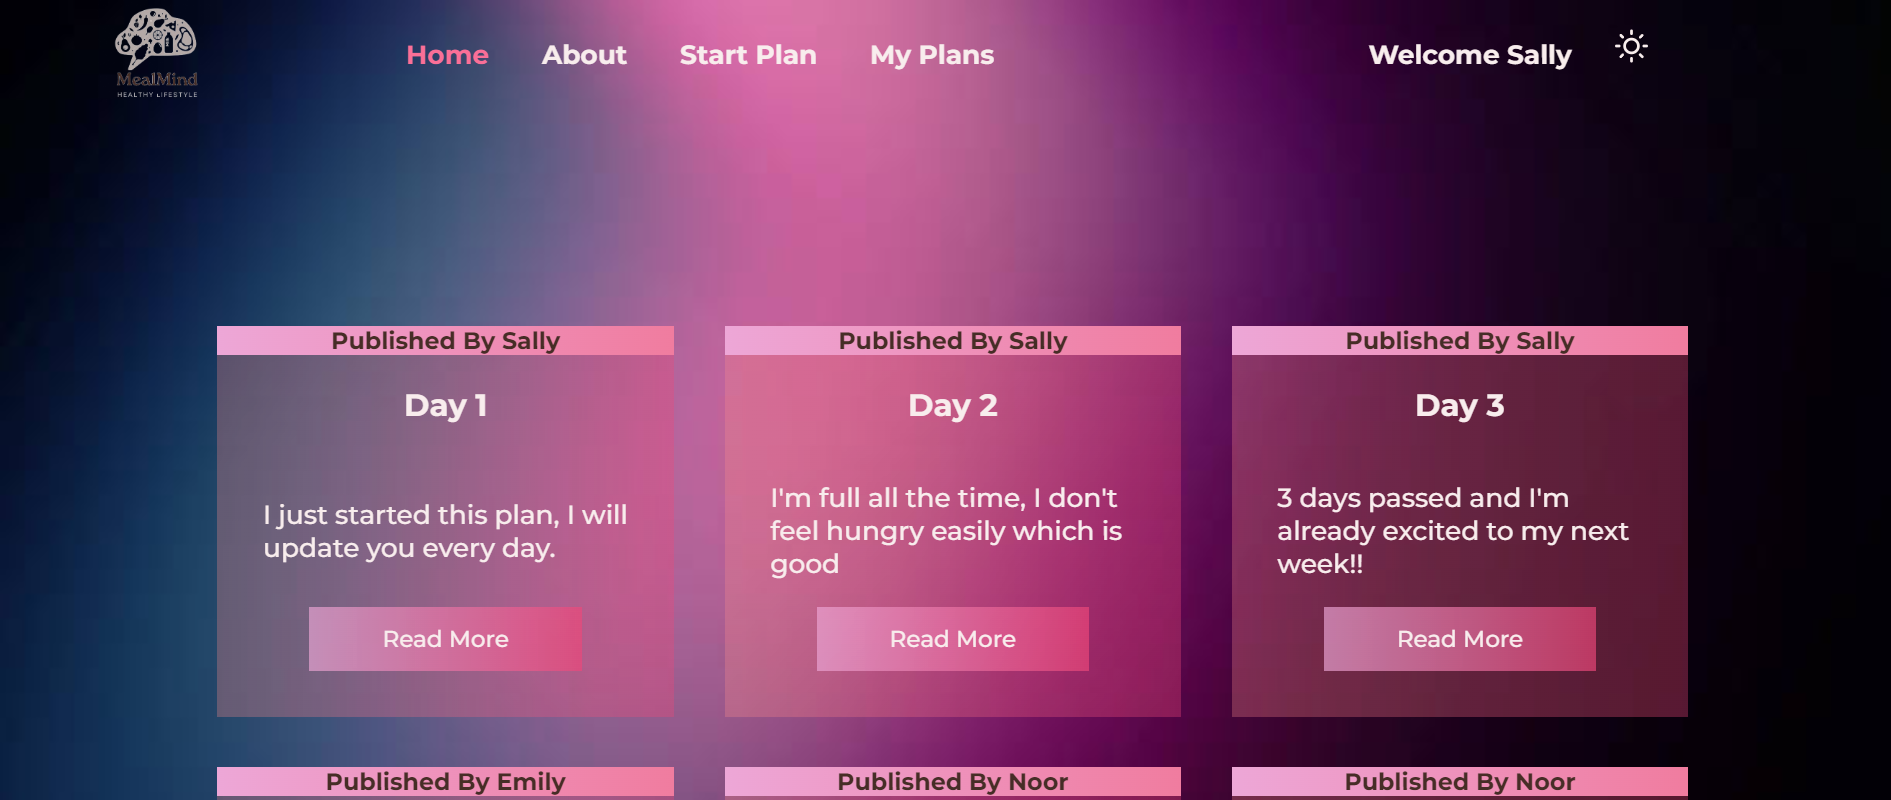 MealMind
HEALTHY LIFESTYLE
Home About Start Plan My Plans Welcome Sally
Published By Sally
Day 1
I just started this plan, I will
update you every day.
Read More
Published By Sally
Day 2
I'm full all the time, I don't
feel hungry easily which is
good
Read More
Published By Sally
Day 3
3 days passed and I'm
already excited to my next
week!!
Read More
Published By Emily
Published By Noor
Published By Noor